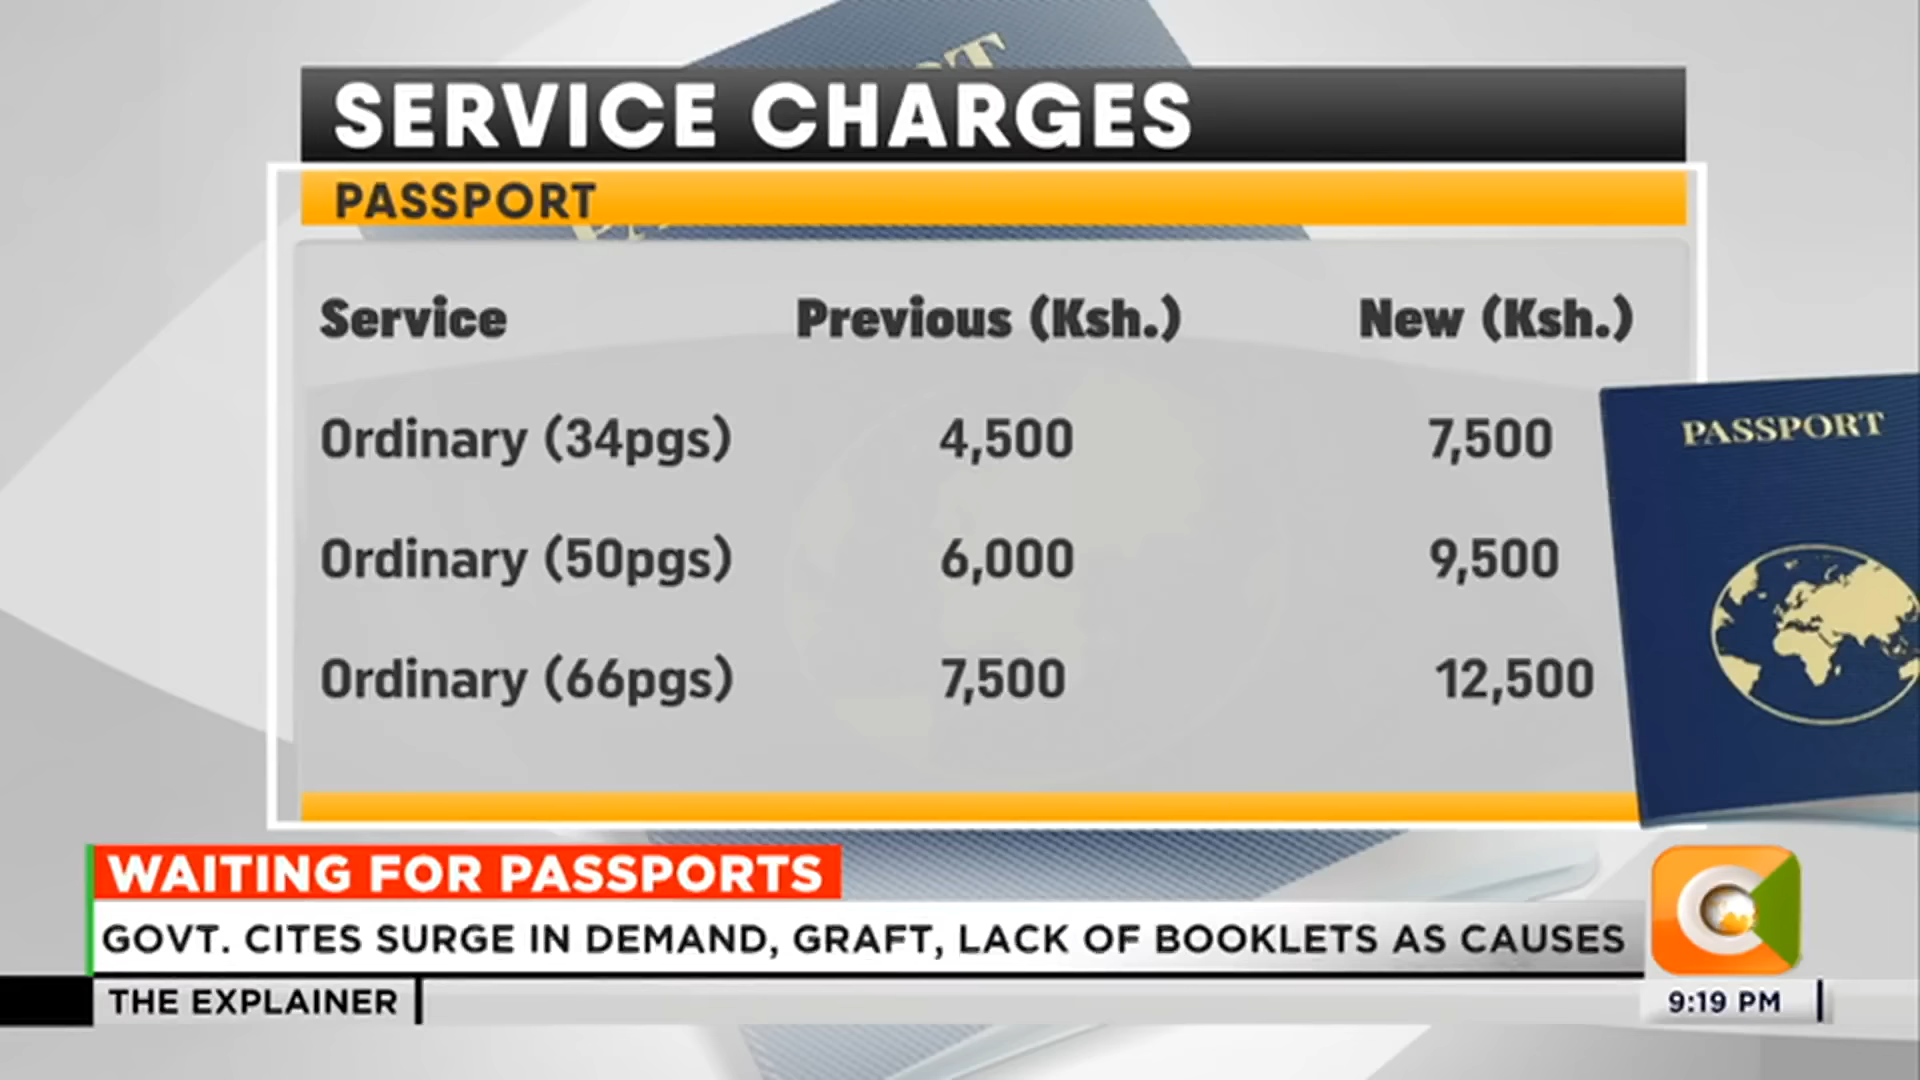 SERVICE CHARGES
PASSPORT
Service Previous (Ksh.) New (Ksh.)
Ordinary (34pgs) 4,500 7,500
Ordinary (50pgs) 6,000 9,500
Ordinary (66pgs) 7,500 12,500
PASSPORT
WAITING FOR PASSPORTS
GOVT. CITES SURGE IN DEMAND, GRAFT, LACK OF BOOKLETS AS CAUSES
THE EXPLAINER
9:19 PM